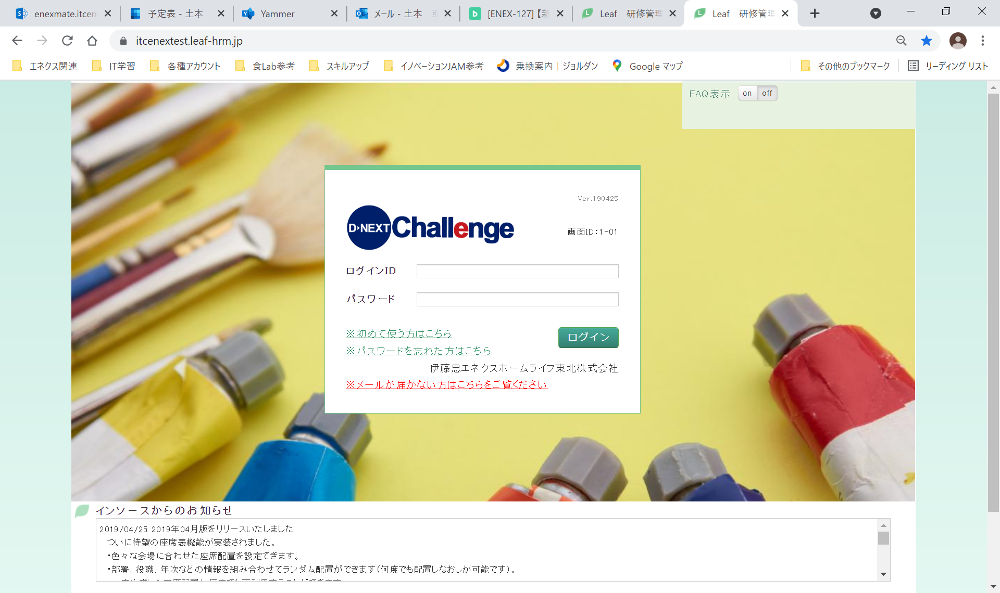 enexmate.itcen
予定表 - 土本
Yammer
メール - 土本
[ENEX-127]【新
Leaf 研修管理
Leaf 研修管理
itcenextest.leaf-hrm.jp
エネクス関連
IT学習
各種アカウント
食Lab参考
スキルアップ
イノベーションJAM参考
乗換案内｜ジョルダン
Google マップ
その他のブックマーク
リーディング リスト
FAQ表示 on off
Ver.190425
D-NEXT Challenge
画面ID:1-01
ログインID
パスワード
※初めて使う方はこちら
ログイン
※パスワードを忘れた方はこちら
伊藤忠エネクスホームライフ東北株式会社
※メールが届かない方はこちらをご覧ください
インソースからのお知らせ
2019/04/25 2019年04月版をリリースいたしました
ついに待望の座席表機能が実装されました。
・色々な会場に合わせた座席配置を設定できます。
・部署、役職、年次などの情報を組み合わせてランダム配置ができます(何度でも配置しなおしが可能です)。